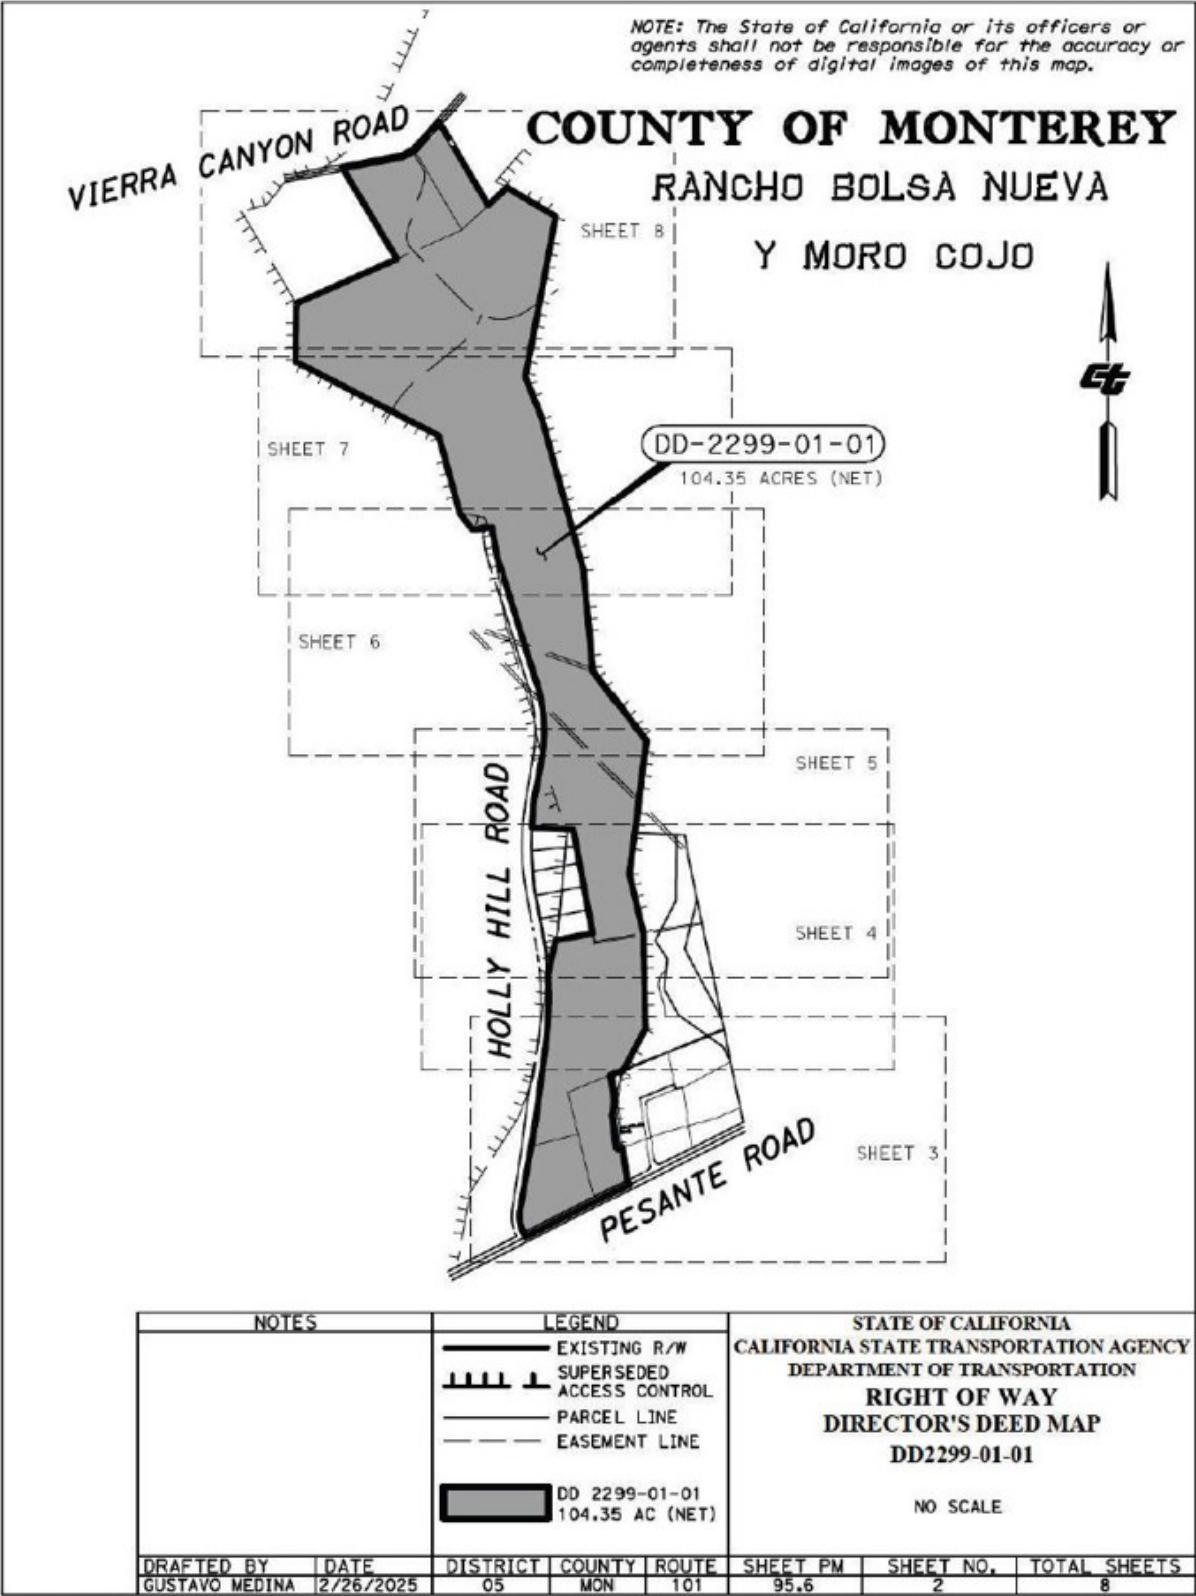 7
NOTE: The State of California or its officers or
agents shall not be responsible for the accuracy or
completeness of digital images of this map.
COUNTY OF MONTEREY
RANCHO BOLSA NUEVA
Y MORO COJO
VIERRA CANYON ROAD
SHEET 8
Ct
DD-2299-01-01
104.35 ACRES (NET)
SHEET 7
SHEET 6
SHEET 5
HOLLY HILL ROAD
SHEET 4
SHEET 3
PESANTE ROAD
NOTES
LEGEND
EXISTING R/W
SUPERSEDED
ACCESS CONTROL
PARCEL LINE
EASEMENT LINE
DD 2299-01-01
104.35 AC (NET)
STATE OF CALIFORNIA
CALIFORNIA STATE TRANSPORTATION AGENCY
DEPARTMENT OF TRANSPORTATION
RIGHT OF WAY
DIRECTOR'S DEED MAP
DD2299-01-01
NO SCALE
DRAFTED BY DATE DISTRICT COUNTY ROUTE SHEET PM SHEET NO. TOTAL SHEETS
GUSTAVO MEDINA 2/26/2025 05 MON 101 95.6 2 8